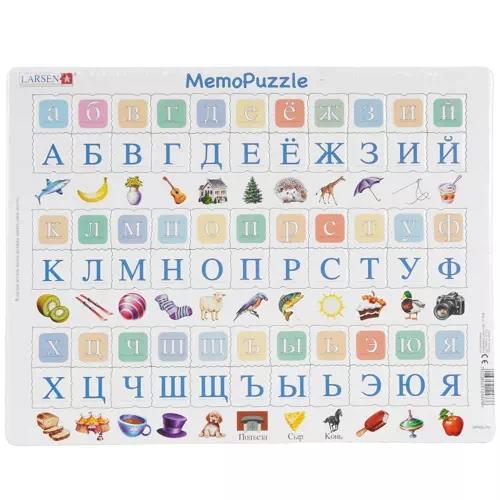 LARSEN
MemoPuzzle
а б в г д е ё ж з и й
А Б В Г Д Е Ё Ж З И Й
к л м н о п р с т у ф
К Л М Н О П Р С Т У Ф
х ц ч ш щ ъ ы ь э ю я
Х Ц Ч Ш Щ Ъ Ы Ь Э Ю Я
Подъезд Сыр Конь